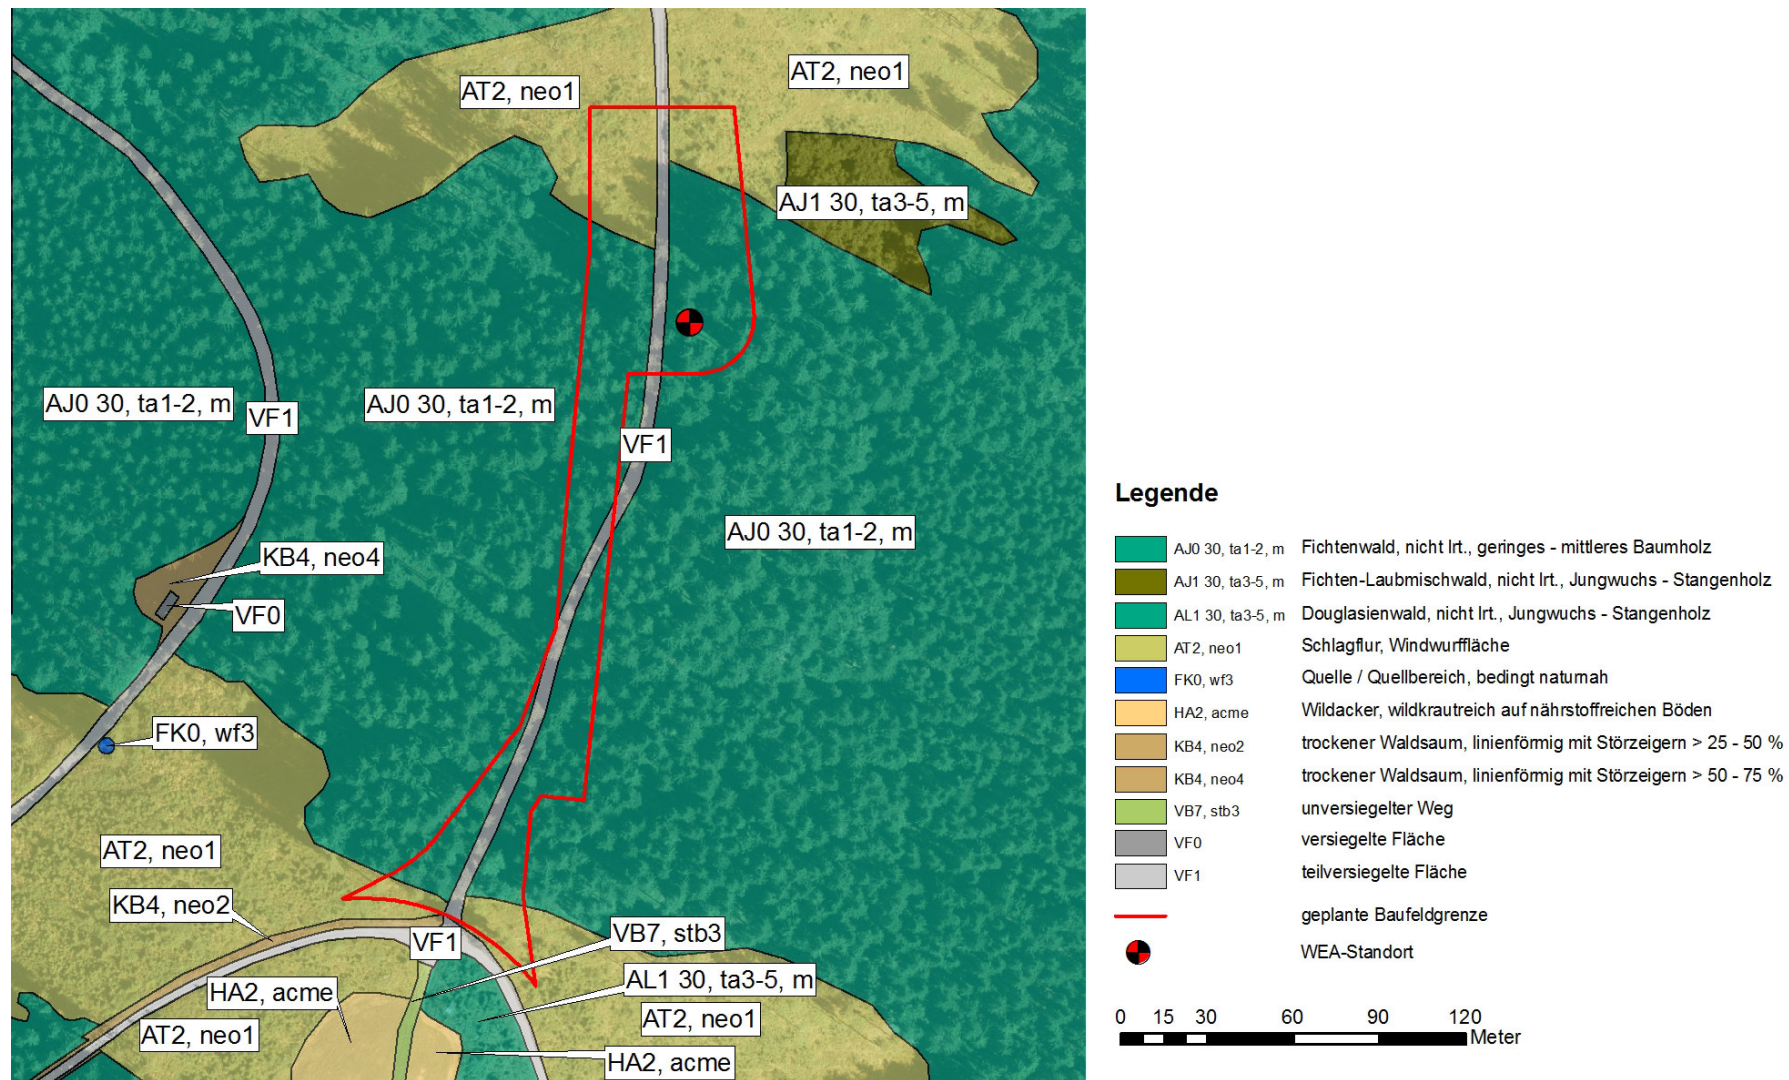 AT2, neo1
AT2, neo1
AJ1 30, ta3-5, m
AJ0 30, ta1-2, m
VF1
AJ0 30, ta1-2, m
VF1
AJ0 30, ta1-2, m
KB4, neo4
VF0
FK0, wf3
AT2, neo1
KB4, neo2
VF1
VB7, stb3
HA2, acme
AL1 30, ta3-5, m
AT2, neo1
AT2, neo1
HA2, acme
Legende
AJ0 30, ta1-2, m Fichtenwald, nicht lrt., geringes - mittleres Baumholz
AJ1 30, ta3-5, m Fichten-Laubmischwald, nicht lrt., Jungwuchs - Stangenholz
AL1 30, ta3-5, m Douglasienwald, nicht lrt., Jungwuchs - Stangenholz
AT2, neo1 Schlagflur, Windwurffläche
FK0, wf3 Quelle / Quellbereich, bedingt naturnah
HA2, acme Wildacker, wildkrautreich auf nährstoffreichen Böden
KB4, neo2 trockener Waldsaum, linienförmig mit Störzeigern > 25 - 50 %
KB4, neo4 trockener Waldsaum, linienförmig mit Störzeigern > 50 - 75 %
VB7, stb3 unversiegelter Weg
VF0 versiegelte Fläche
VF1 teilversiegelte Fläche
geplante Baufeldgrenze
WEA-Standort
0 15 30 60 90 120
Meter